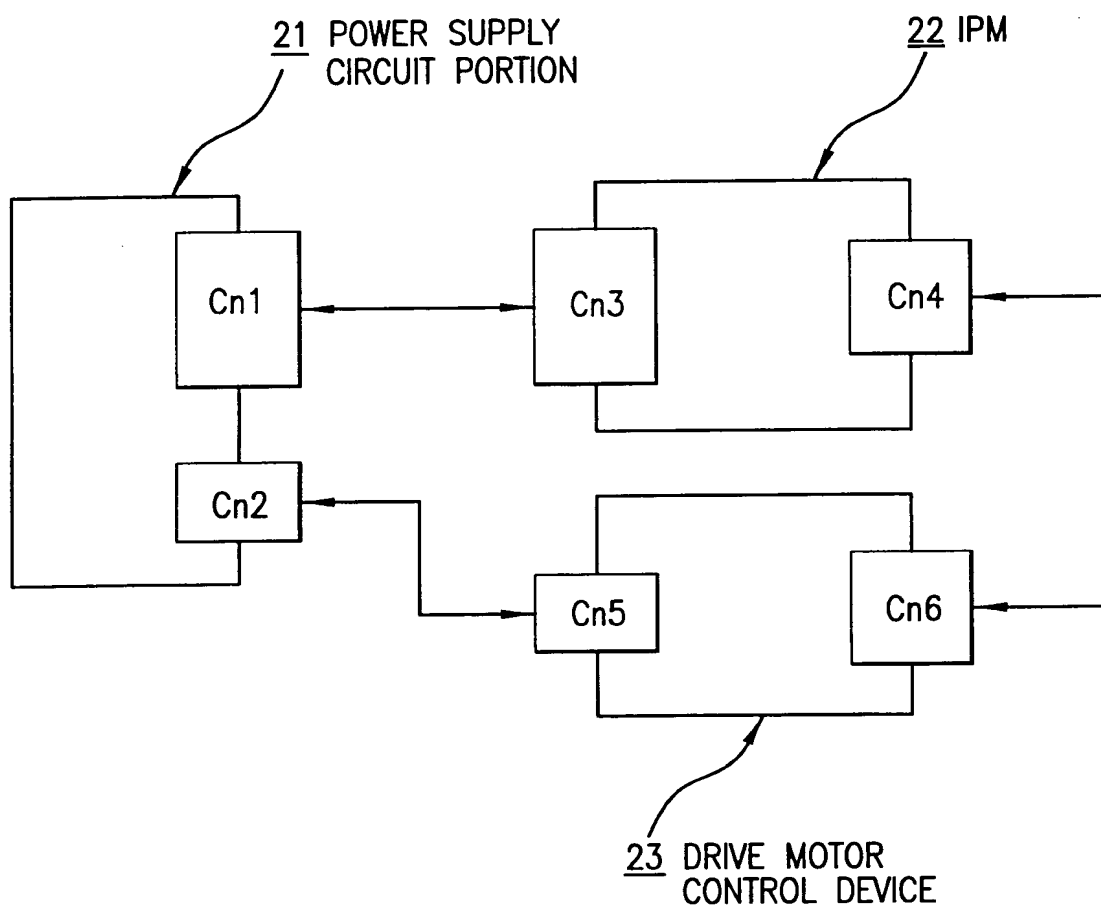 21 POWER SUPPLY
CIRCUIT PORTION
22 IPM
Cn1
Cn3
Cn4
Cn2
Cn5
Cn6
23 DRIVE MOTOR
CONTROL DEVICE